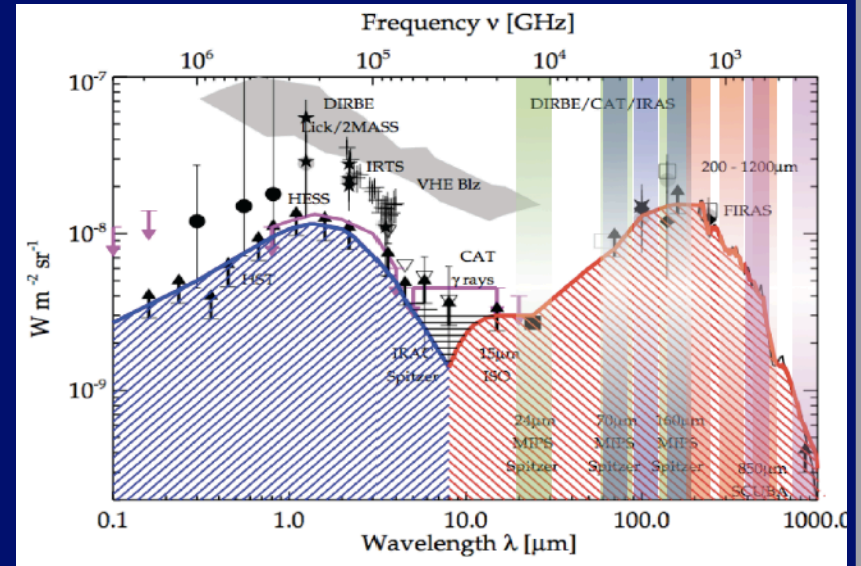 Frequency ν [GHz]
10⁶ 10⁵ 10⁴ 10³
10⁻⁷
DIRBE DIRBE/CAT/IRAS
Lick/2MASS
IRTS 200 - 1200μm
VHE Blz
HESS
10⁻⁸ FIRAS
CAT
HST γ rays
W m⁻² sr⁻¹
IRAC 15μm
Spitzer ISO
10⁻⁹
24μm 70μm 160μm
MIPS MIPS MIPS
Spitzer Spitzer Spitzer
850μm
SCUBA
0.1 1.0 10.0 100.0 1000.0
Wavelength λ [μm]